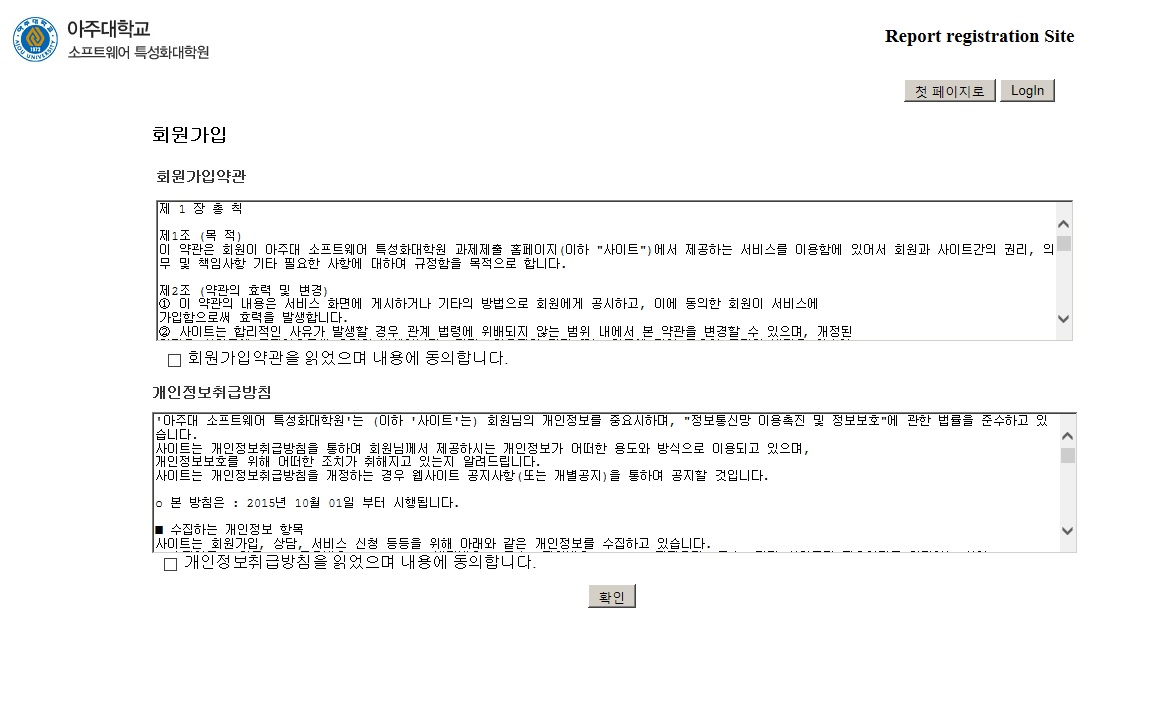 아주대학교
소프트웨어 특성화대학원
AJOU UNIVERSITY
1973
Report registration Site
첫 페이지로
LogIn
회원가입
회원가입약관
제 1 장 총 칙
제1조 (목 적)
이 약관은 회원이 아주대 소프트웨어 특성화대학원 과제제출 홈페이지(이하 "사이트")에서 제공하는 서비스를 이용함에 있어서 회원과 사이트간의 권리, 의
무 및 책임사항 기타 필요한 사항에 대하여 규정함을 목적으로 합니다.
제2조 (약관의 효력 및 변경)
① 이 약관의 내용은 서비스 화면에 게시하거나 기타의 방법으로 회원에게 공시하고, 이에 동의한 회원이 서비스에
가입함으로써 효력을 발생합니다.
② 사이트는 합리적인 사유가 발생할 경우 관계 법령에 위배되지 않는 범위 내에서 본 약관을 변경할 수 있으며, 개정된
회원가입약관을 읽었으며 내용에 동의합니다.
개인정보취급방침
'아주대 소프트웨어 특성화대학원'는 (이하 '사이트'는) 회원님의 개인정보를 중요시하며, "정보통신망 이용촉진 및 정보보호"에 관한 법률을 준수하고 있
습니다.
사이트는 개인정보취급방침을 통하여 회원님께서 제공하시는 개인정보가 어떠한 용도와 방식으로 이용되고 있으며,
개인정보보호를 위해 어떠한 조치가 취해지고 있는지 알려드립니다.
사이트는 개인정보취급방침을 개정하는 경우 웹사이트 공지사항(또는 개별공지)을 통하여 공지할 것입니다.
ο 본 방침은 : 2015년 10월 01일 부터 시행됩니다.
■ 수집하는 개인정보 항목
사이트는 회원가입, 상담, 서비스 신청 등등을 위해 아래와 같은 개인정보를 수집하고 있습니다.
개인정보취급방침을 읽었으며 내용에 동의합니다.
확인